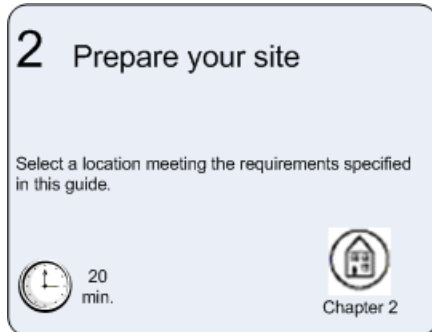 2 Prepare your site
Select a location meeting the requirements specified
in this guide.
20
min.
Chapter 2